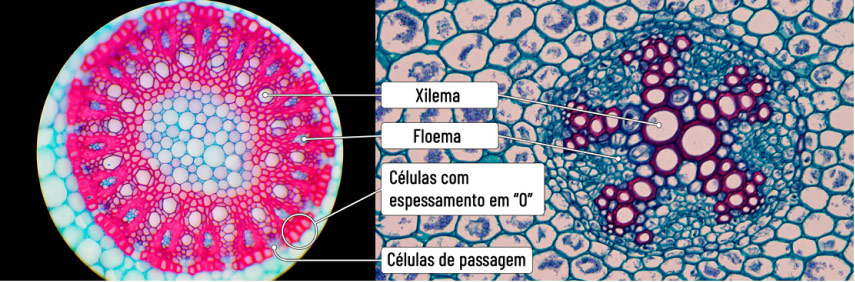 Xilema
Floema
Células com
espessamento em "O"
Células de passagem